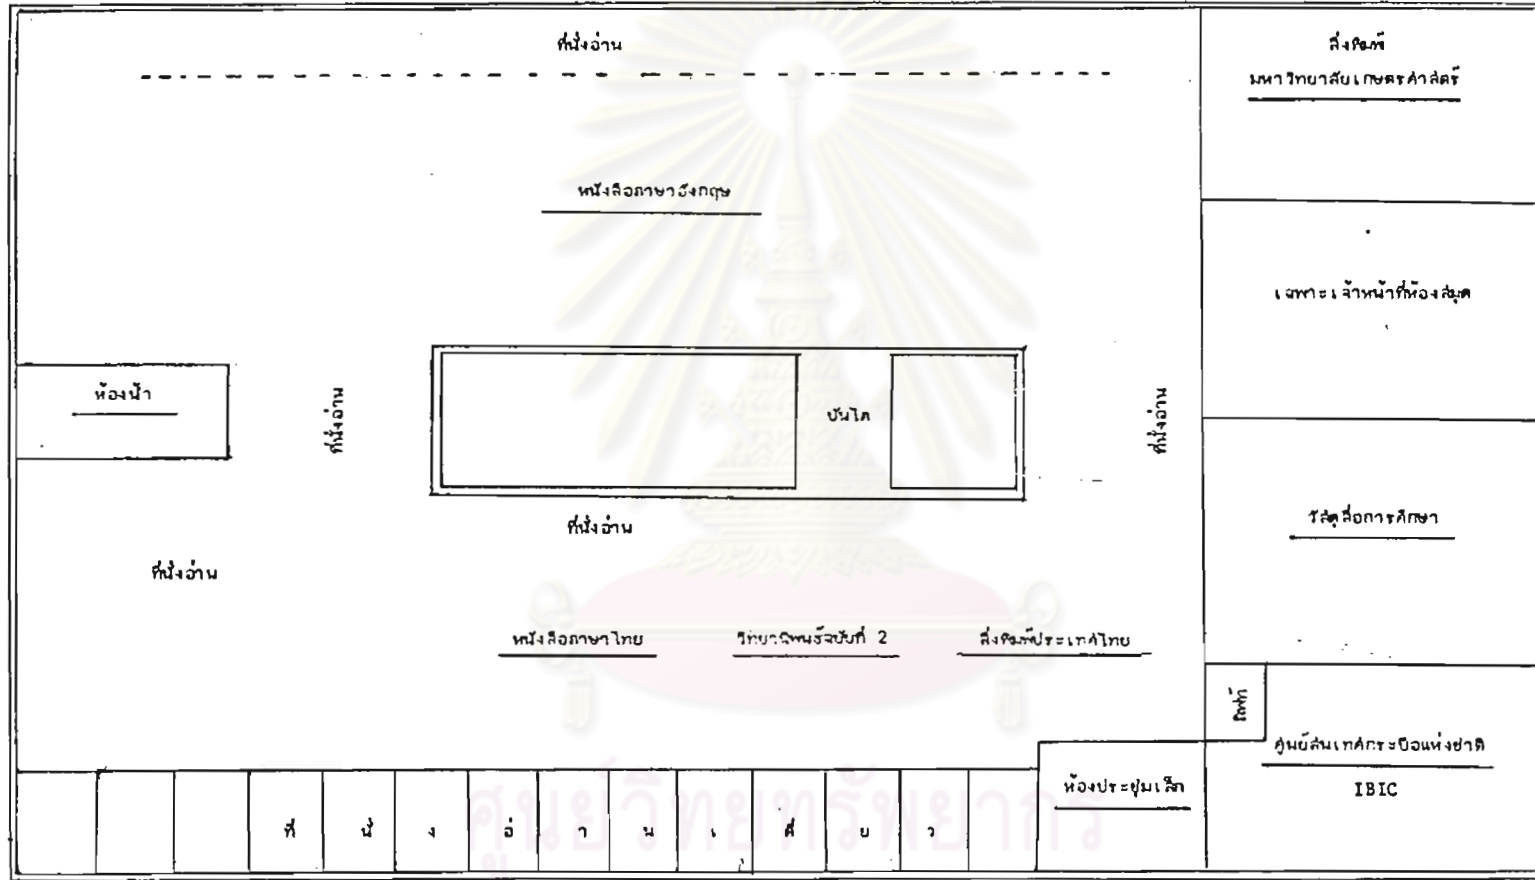 ที่นั่งอ่าน
สิ่งพิมพ์
มหาวิทยาลัยเกษตรศาสตร์
หนังสือภาษาอังกฤษ
เฉพาะเจ้าหน้าที่ห้องสมุด
ห้องน้ำ
ที่นั่งอ่าน
บันได
ที่นั่งอ่าน
ที่นั่งอ่าน
วัสดุสื่อการศึกษา
ที่นั่งอ่าน
หนังสือภาษาไทย
วิทยานิพนธ์ฉบับที่ 2
สิ่งพิมพ์ประเทศไทย
ลิฟท์
ศูนย์สนเทศกระบือแห่งชาติ
IBIC
ห้องประชุมเล็ก
ที่นั่งอ่านเดี่ยว
ศูนย์วิทยทรัพยากร